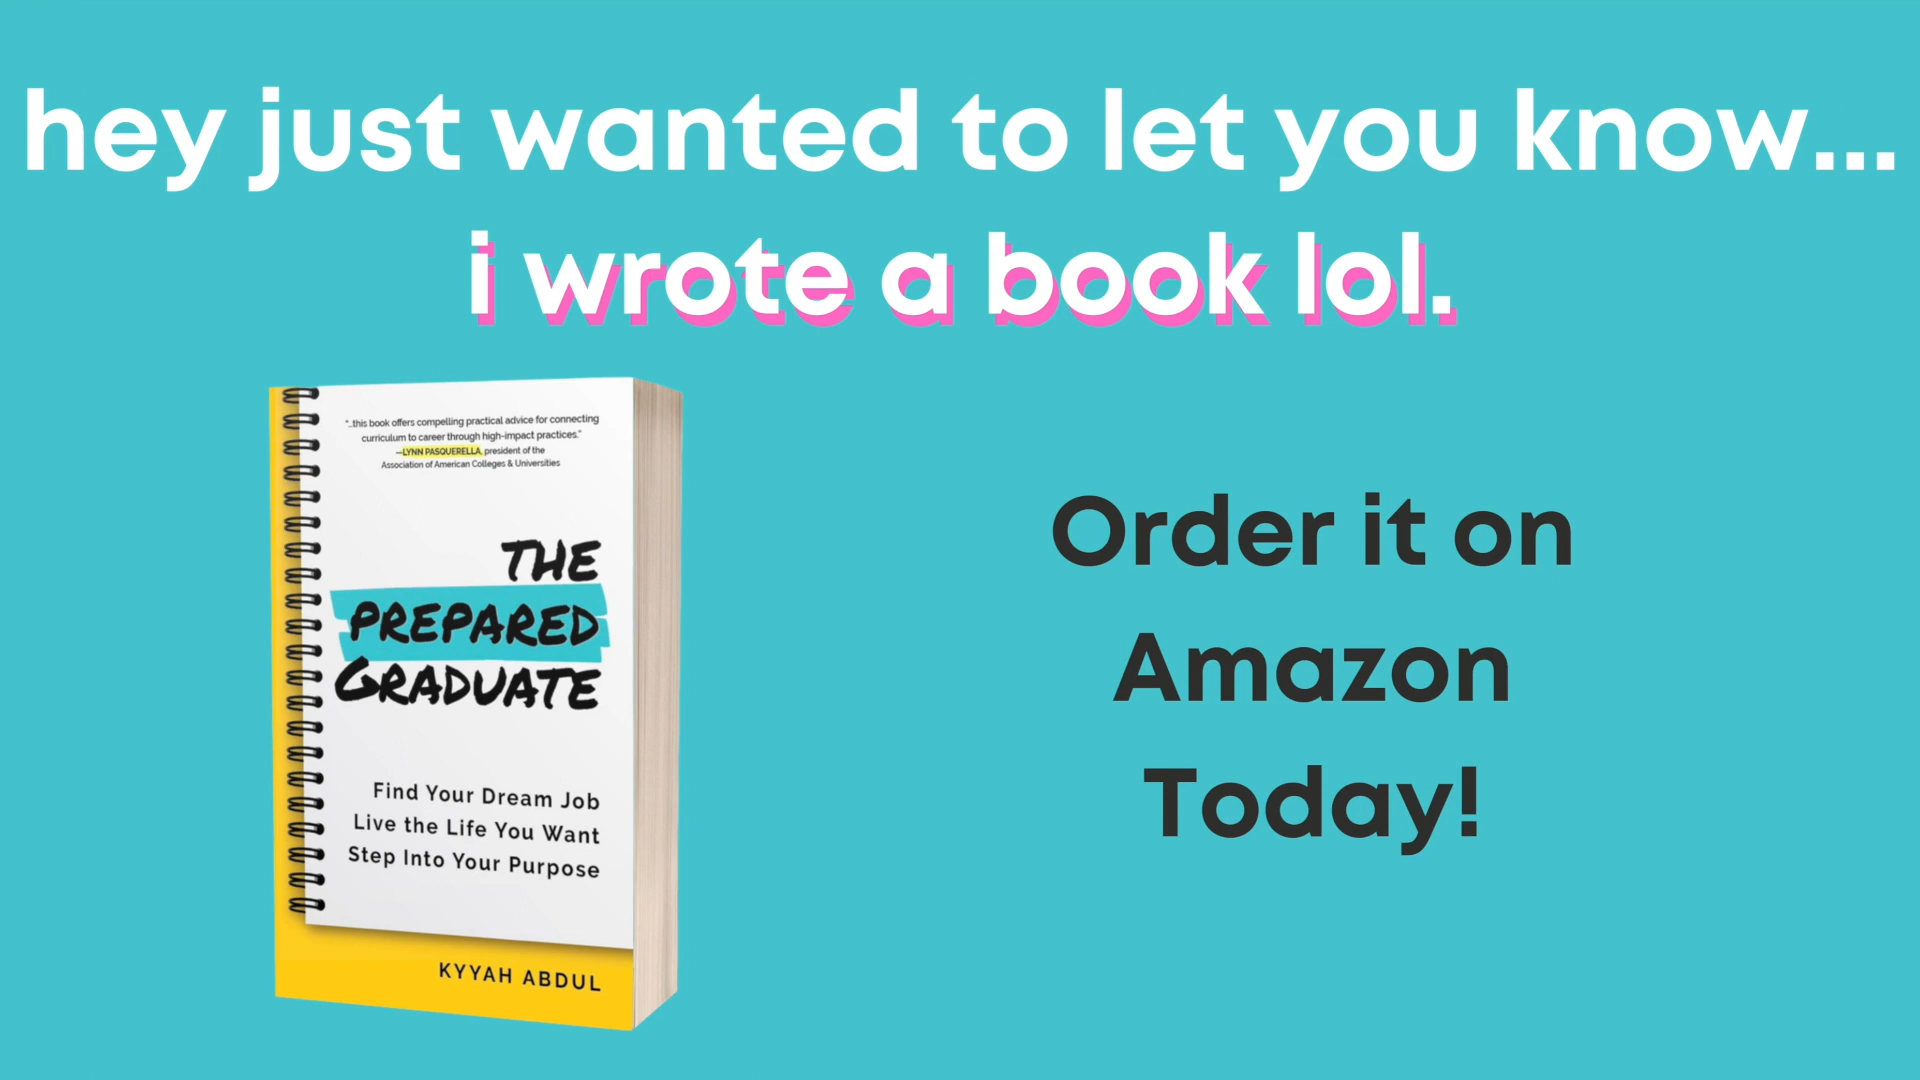 hey just wanted to let you know...
i wrote a book lol.
"...this book offers compelling practical advice for connecting
curriculum to career through high-impact practices."
—LYNN PASQUERELLA, president of the
Association of American Colleges & Universities
THE
PREPARED
GRADUATE
Find Your Dream Job
Live the Life You Want
Step Into Your Purpose
KYYAH ABDUL
Order it on
Amazon
Today!